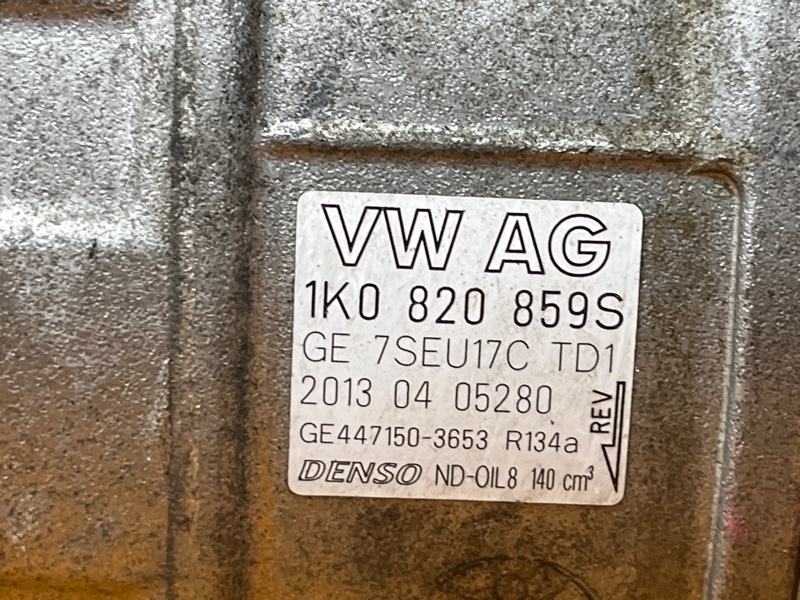 VW AG
1K0 820 859S
GE 7SEU17C TD1
2013 04 05280
REV
GE447150-3653 R134a
DENSO ND-OIL8 140 cm³